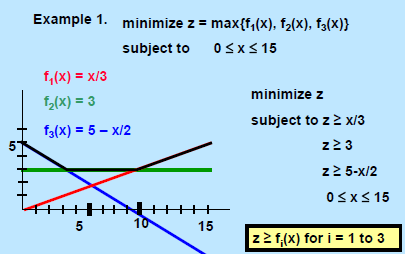 Example 1. minimize z = max{f₁(x), f₂(x), f₃(x)}
subject to 0 ≤ x ≤ 15
f₁(x) = x/3
f₂(x) = 3
f₃(x) = 5 – x/2
5
5 10 15
minimize z
subject to z ≥ x/3
z ≥ 3
z ≥ 5-x/2
0 ≤ x ≤ 15
z ≥ fᵢ(x) for i = 1 to 3